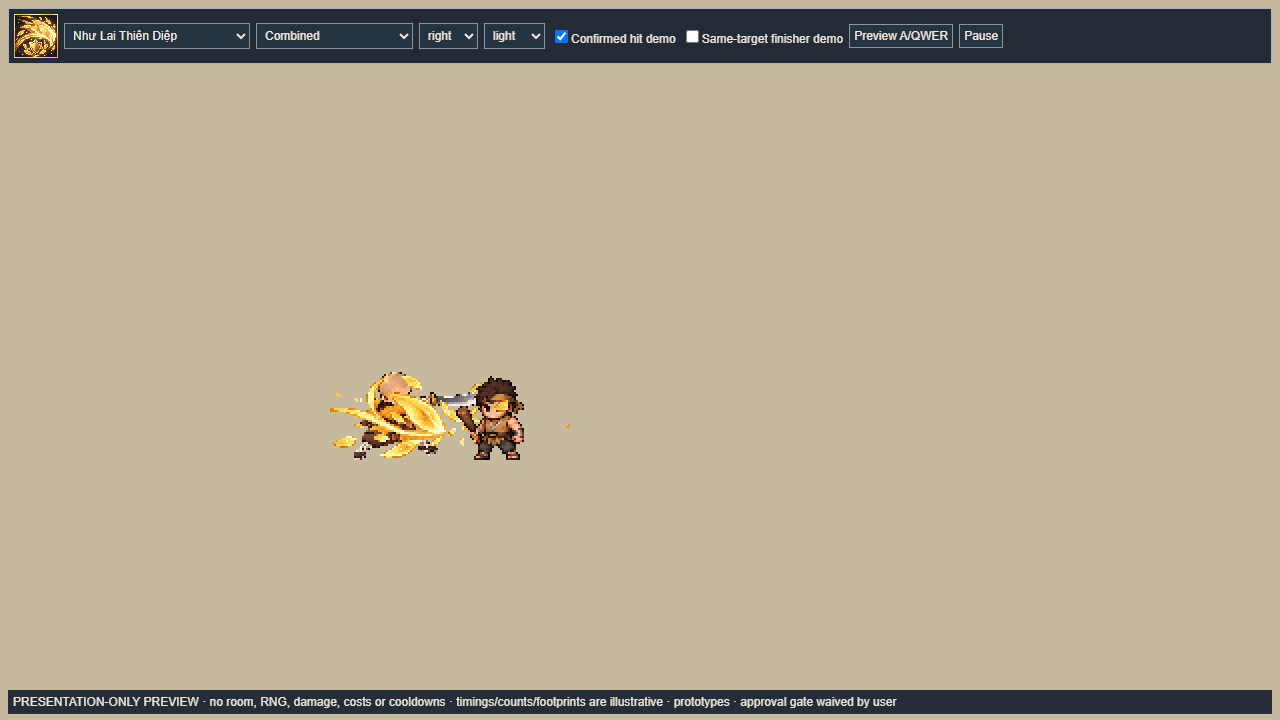 Như Lai Thiên Diệp Combined right light Confirmed hit demo Same-target finisher demo Preview A/QWER Pause
PRESENTATION-ONLY PREVIEW · no room, RNG, damage, costs or cooldowns · timings/counts/footprints are illustrative · prototypes · approval gate waived by user